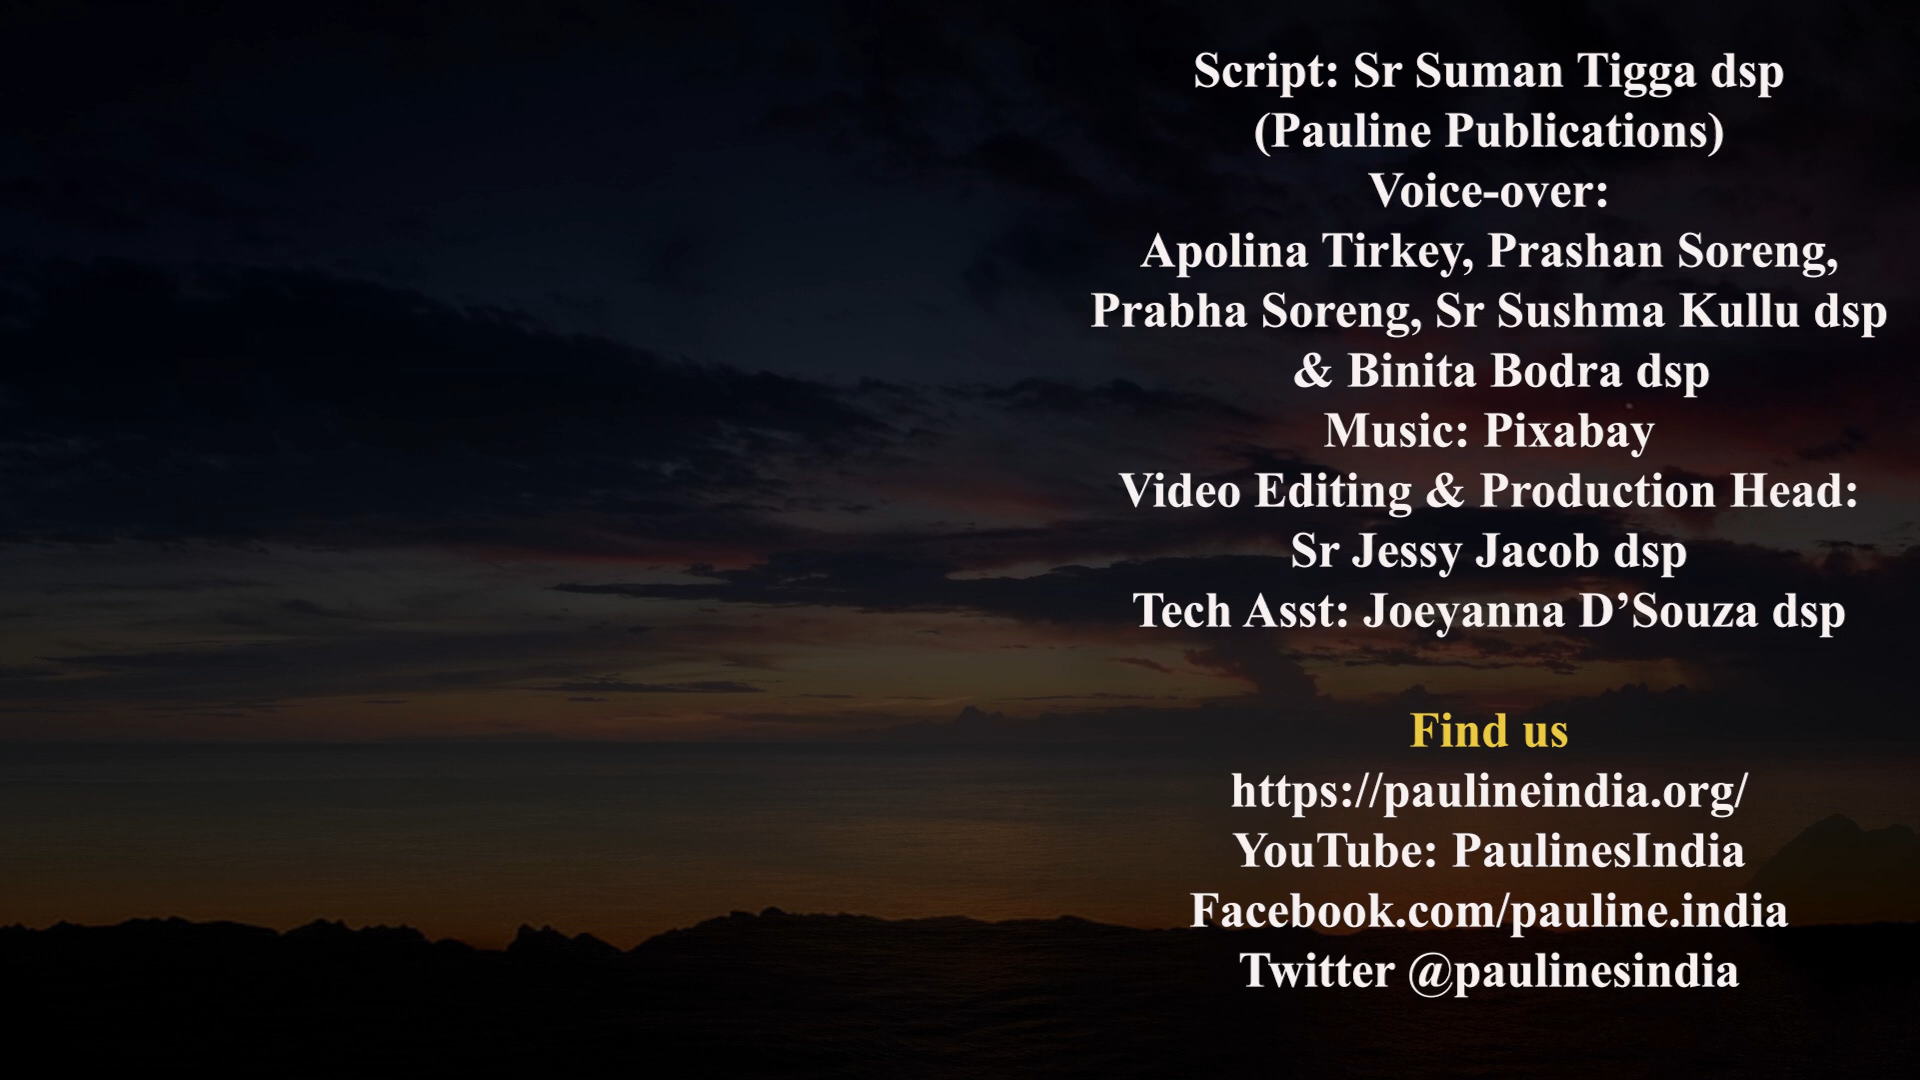 Script: Sr Suman Tigga dsp
(Pauline Publications)
Voice-over:
Apolina Tirkey, Prashan Soreng,
Prabha Soreng, Sr Sushma Kullu dsp
& Binita Bodra dsp
Music: Pixabay
Video Editing & Production Head:
Sr Jessy Jacob dsp
Tech Asst: Joeyanna D’Souza dsp
Find us
https://paulineindia.org/
YouTube: PaulinesIndia
Facebook.com/pauline.india
Twitter @paulinesindia